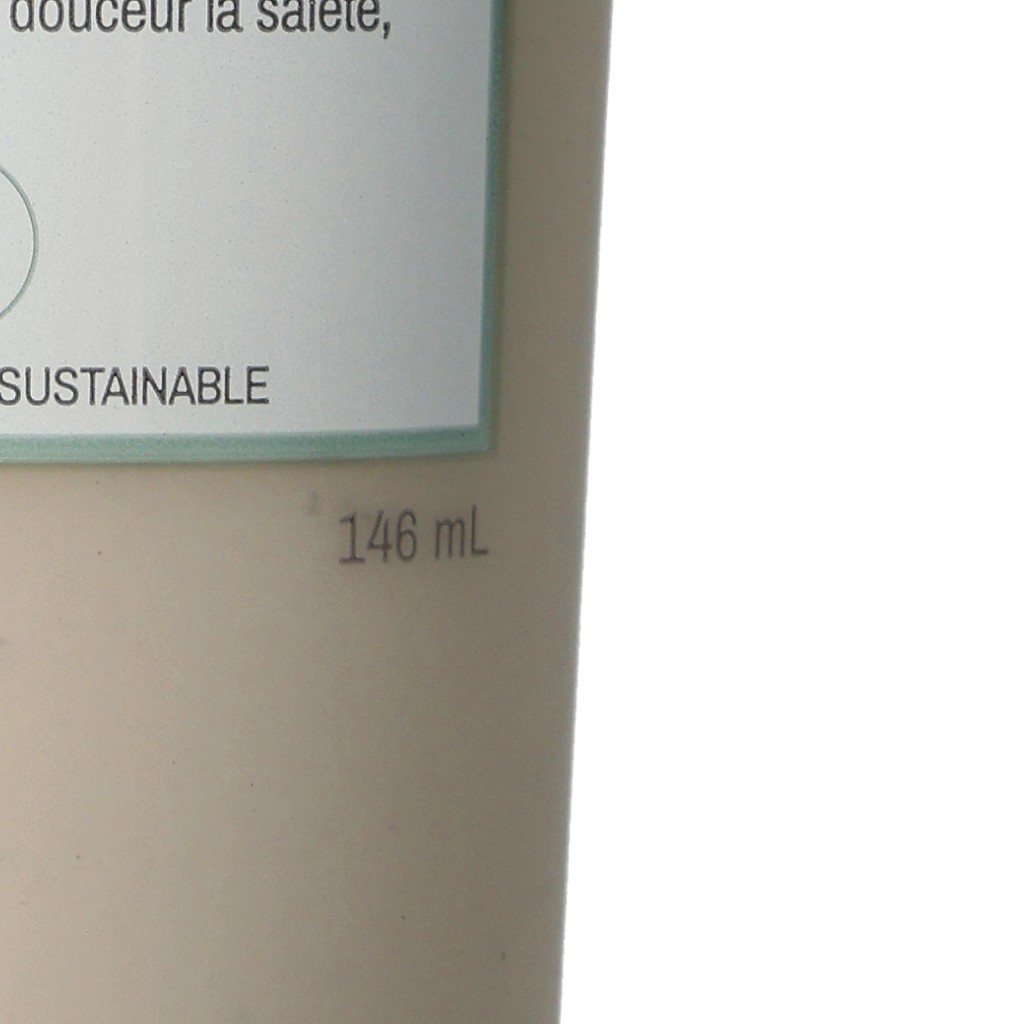 douceur la saleté,
SUSTAINABLE
146 mL